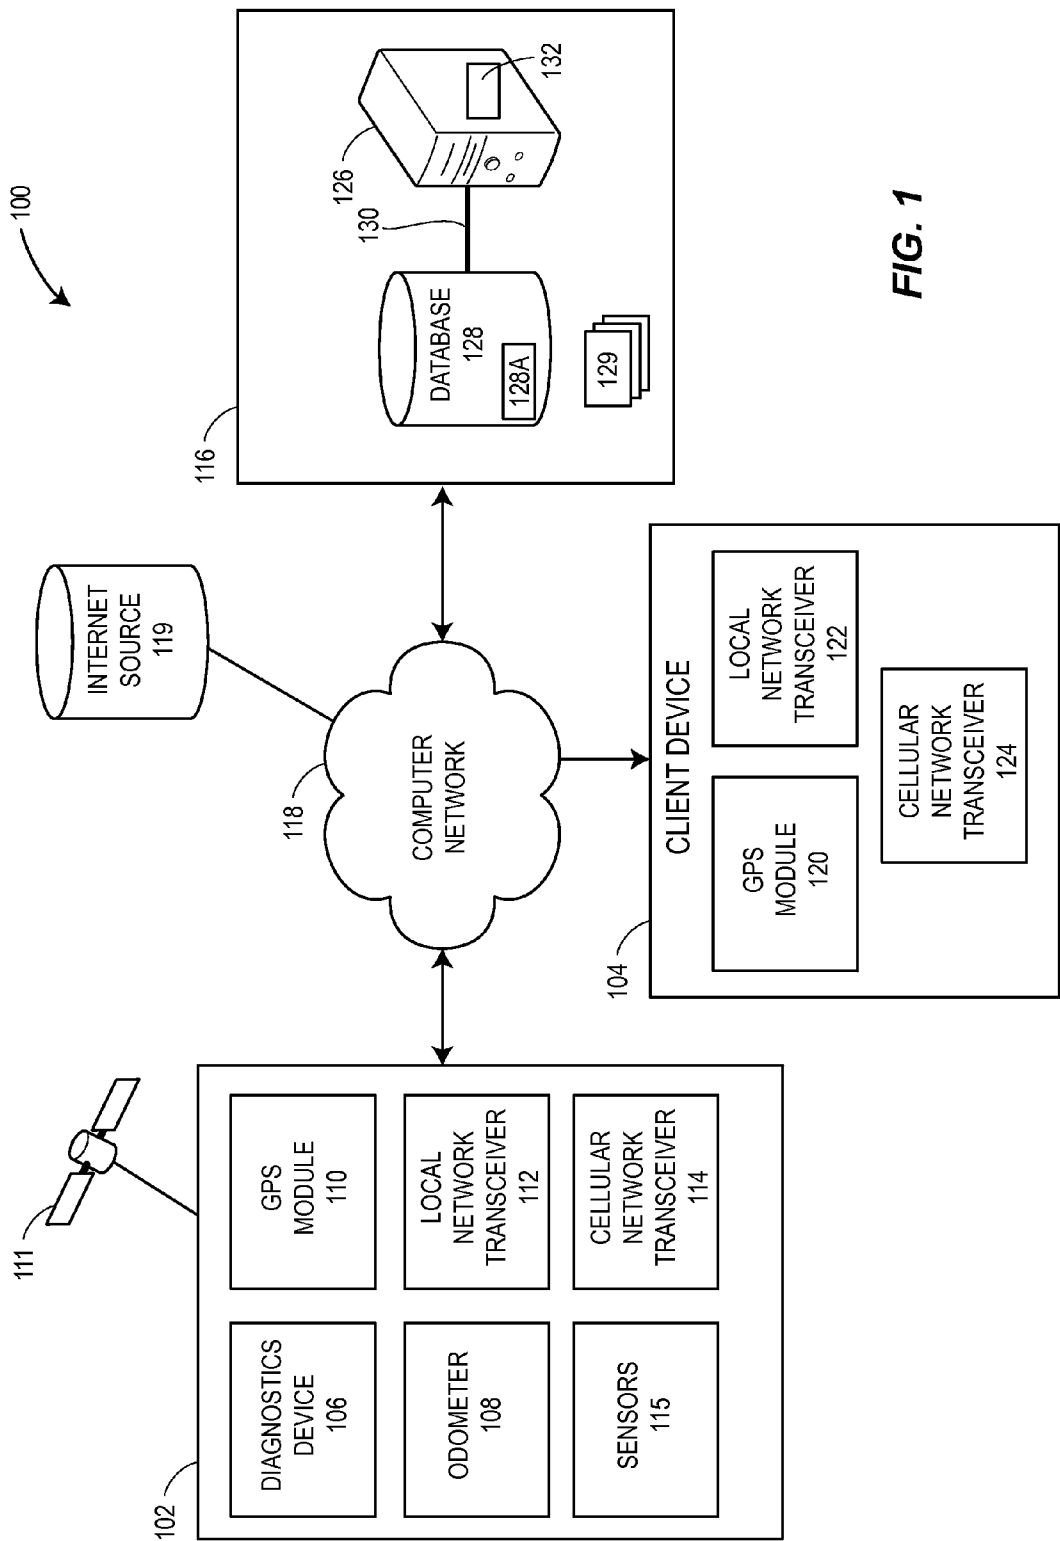 100
111
102
DIAGNOSTICS
DEVICE
106
GPS
MODULE
110
ODOMETER
108
LOCAL
NETWORK
TRANSCEIVER
112
SENSORS
115
CELLULAR
NETWORK
TRANSCEIVER
114
INTERNET
SOURCE
119
118
COMPUTER
NETWORK
104
CLIENT DEVICE
GPS
MODULE
120
LOCAL
NETWORK
TRANSCEIVER
122
CELLULAR
NETWORK
TRANSCEIVER
124
116
DATABASE
128
128A
129
130
126
132
FIG. 1